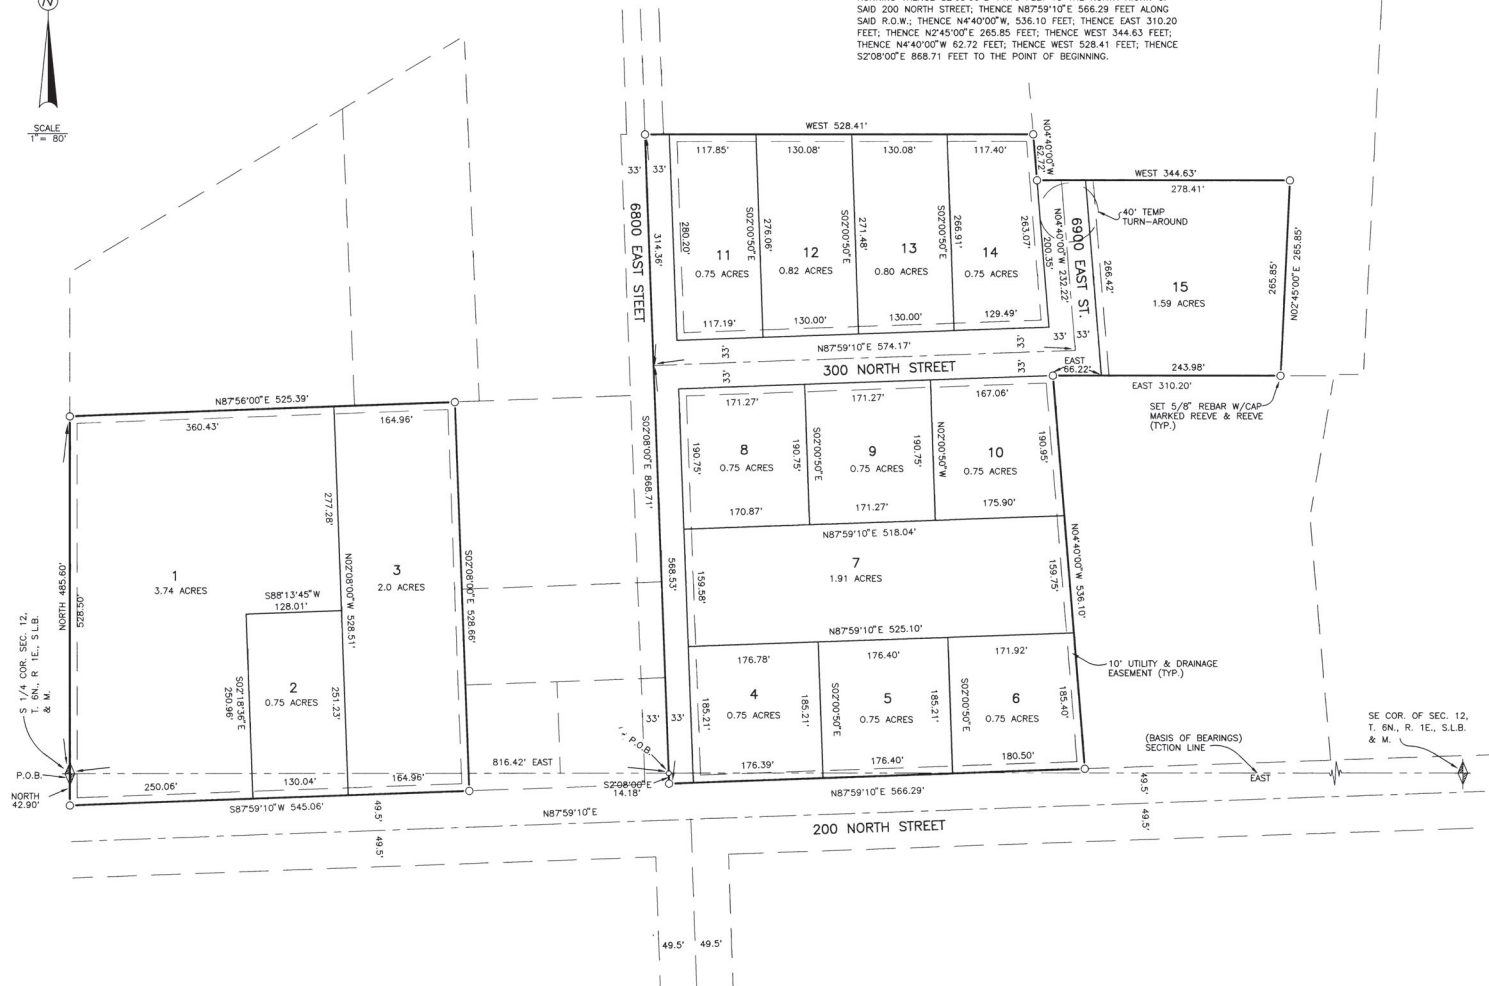 N
SCALE
1"= 80'
SAID 200 NORTH STREET; THENCE N87°59'10"E 566.29 FEET ALONG
SAID R.O.W.; THENCE N4°40'00"W, 536.10 FEET; THENCE EAST 310.20
FEET; THENCE N2°45'00"E 265.85 FEET; THENCE WEST 344.63 FEET;
THENCE N4°40'00"W 62.72 FEET; THENCE WEST 528.41 FEET; THENCE
S2°08'00"E 868.71 FEET TO THE POINT OF BEGINNING.
WEST 528.41'
N04°40'00"W
62.72'
117.85'
130.08'
130.08'
117.40'
33'
33'
WEST 344.63'
278.41'
40' TEMP
TURN-AROUND
6800 EAST STEET
314.36'
280.20'
S02°00'50"E
276.06'
S02°00'50"E
271.48'
S02°00'50"E
266.91'
263.07'
200.35'
N04°40'00"W 232.22'
6900 EAST ST.
266.42'
265.85'
N02°45'00"E 265.85'
11
0.75 ACRES
12
0.82 ACRES
13
0.80 ACRES
14
0.75 ACRES
15
1.59 ACRES
117.19'
130.00'
130.00'
129.49'
33'
33'
33'
33'
33'
33'
N87°59'10"E 574.17'
300 NORTH STREET
EAST
66.22'
243.98'
EAST 310.20'
SET 5/8" REBAR W/CAP
MARKED REEVE & REEVE
(TYP.)
N87°56'00"E 525.39'
360.43'
164.96'
171.27'
171.27'
167.06'
S02°08'00"E 868.71'
190.75'
8
0.75 ACRES
190.75'
S02°00'50"E
9
0.75 ACRES
190.75'
N02°00'50"W
10
0.75 ACRES
190.95'
170.87'
171.27'
175.90'
277.28'
N87°59'10"E 518.04'
N04°40'00"W 536.10'
7
1.91 ACRES
568.53'
159.58'
159.75'
NORTH 485.60'
528.50'
1
3.74 ACRES
S88°13'45"W
128.01'
N02°08'00"W 528.51'
3
2.0 ACRES
S02°08'00"E 528.66'
S 1/4 COR. SEC. 12,
T. 6N., R 1E., S.L.B.
& M.
N87°59'10"E 525.10'
176.78'
176.40'
171.92'
10' UTILITY & DRAINAGE
EASEMENT (TYP.)
S02°18'36"E
250.96'
2
0.75 ACRES
251.23'
33'
33'
185.21'
4
0.75 ACRES
185.21'
S02°00'50"E
5
0.75 ACRES
185.21'
S02°00'50"E
6
0.75 ACRES
185.40'
SE COR. OF SEC. 12,
T. 6N., R. 1E., S.L.B.
& M.
(BASIS OF BEARINGS)
SECTION LINE
EAST
P.O.B.
P.O.B.
816.42' EAST
176.39'
176.40'
180.50'
NORTH
42.90'
250.06'
130.04'
164.96'
S2°08'00"E
14.18'
N87°59'10"E 566.29'
S87°59'10"W 545.06'
N87°59'10"E
200 NORTH STREET
49.5'
49.5'
49.5'
49.5'
49.5'
49.5'